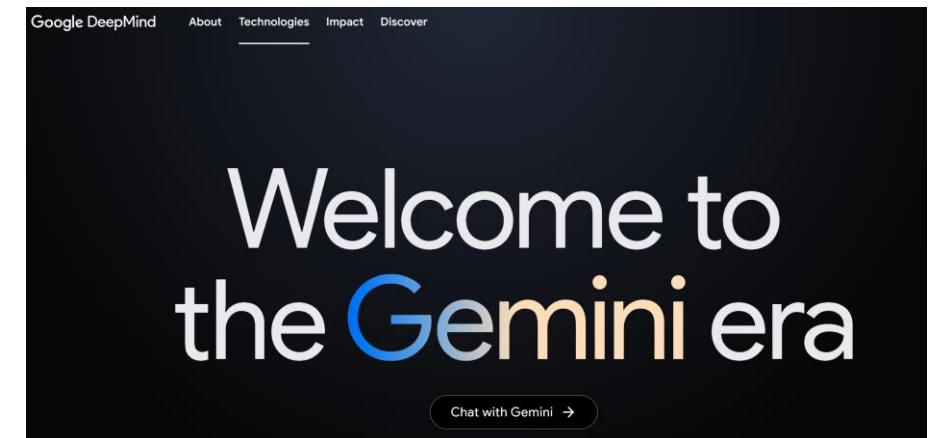 Google DeepMind About Technologies Impact Discover
Welcome to
the Gemini era
Chat with Gemini →